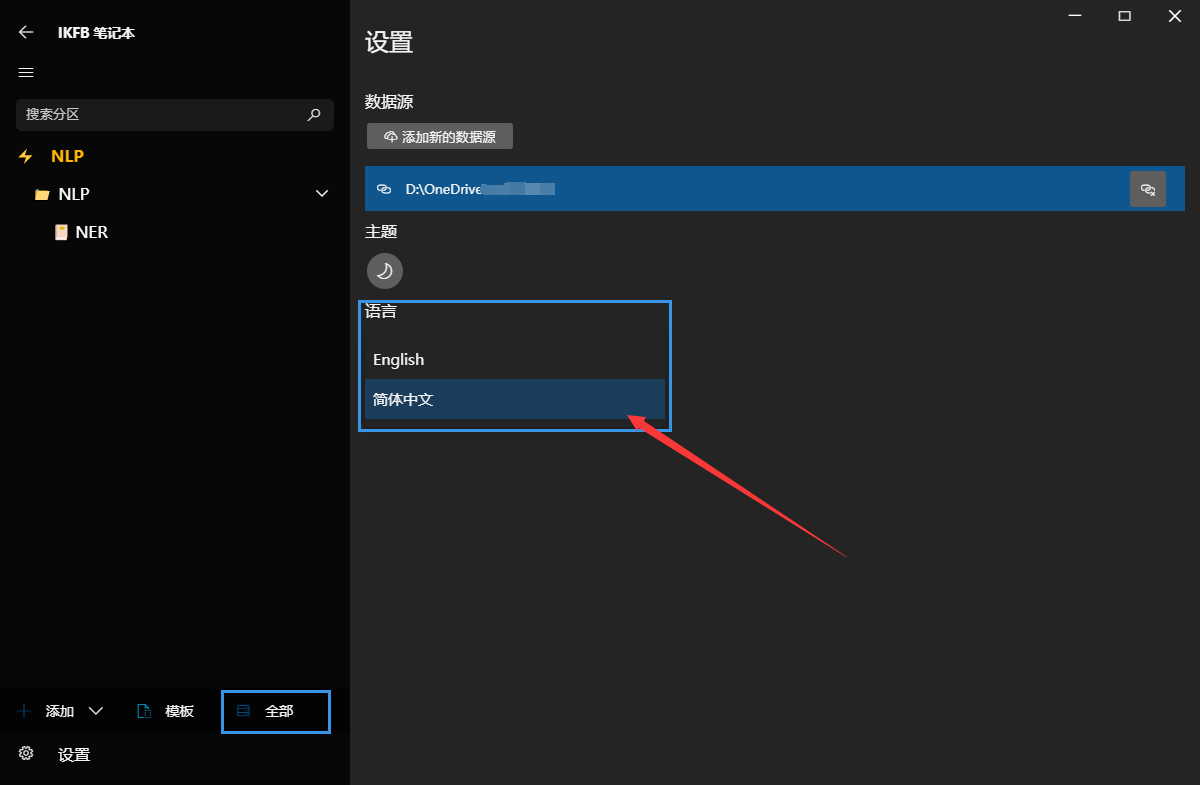 IKFB 笔记本
搜索分区
NLP
NLP
NER
添加
模板
全部
设置
设置
数据源
添加新的数据源
D:\OneDrive
主题
语言
English
简体中文